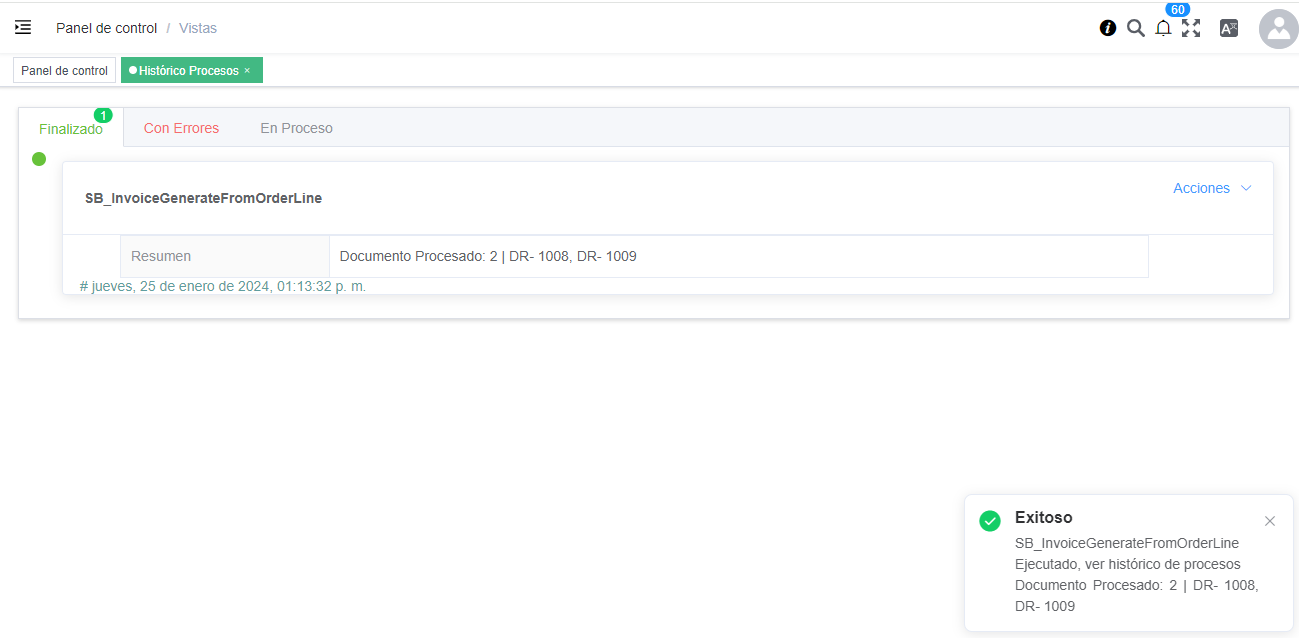 Panel de control / Vistas
60
Panel de control
Histórico Procesos ×
Finalizado 1
Con Errores
En Proceso
SB_InvoiceGenerateFromOrderLine
Acciones
Resumen
Documento Procesado: 2 | DR- 1008, DR- 1009
# jueves, 25 de enero de 2024, 01:13:32 p. m.
Exitoso
SB_InvoiceGenerateFromOrderLine
Ejecutado, ver histórico de procesos
Documento Procesado: 2 | DR- 1008,
DR- 1009